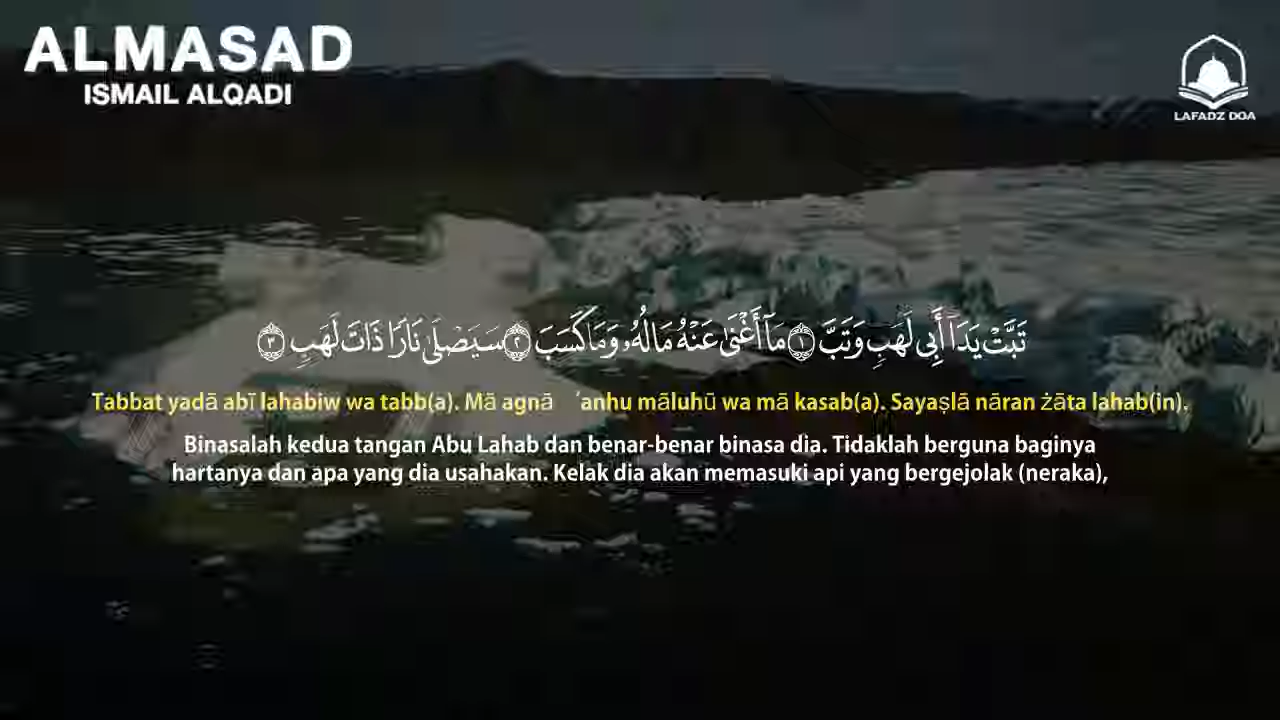 ALMASAD
ISMAIL ALQADI
LAFADZ DOA
تَبَّتْ يَدَآ أَبِى لَهَبٍ وَتَبَّ ۝١ مَآ أَغْنَىٰ عَنْهُ مَالُهُۥ وَمَا كَسَبَ ۝٢ سَيَصْلَىٰ نَارًا ذَاتَ لَهَبٍ ۝٣
Tabbat yadā abī lahabiw wa tabb(a). Mā agnā ‘anhu māluhū wa mā kasab(a). Sayaṣlā nāran żāta lahab(in).
Binasalah kedua tangan Abu Lahab dan benar-benar binasa dia. Tidaklah berguna baginya
hartanya dan apa yang dia usahakan. Kelak dia akan memasuki api yang bergejolak (neraka),